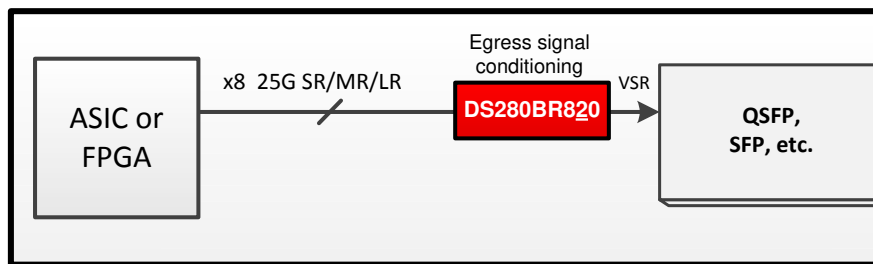 Egress signal
conditioning
x8 25G SR/MR/LR
VSR
ASIC or
FPGA
DS280BR820
QSFP,
SFP, etc.